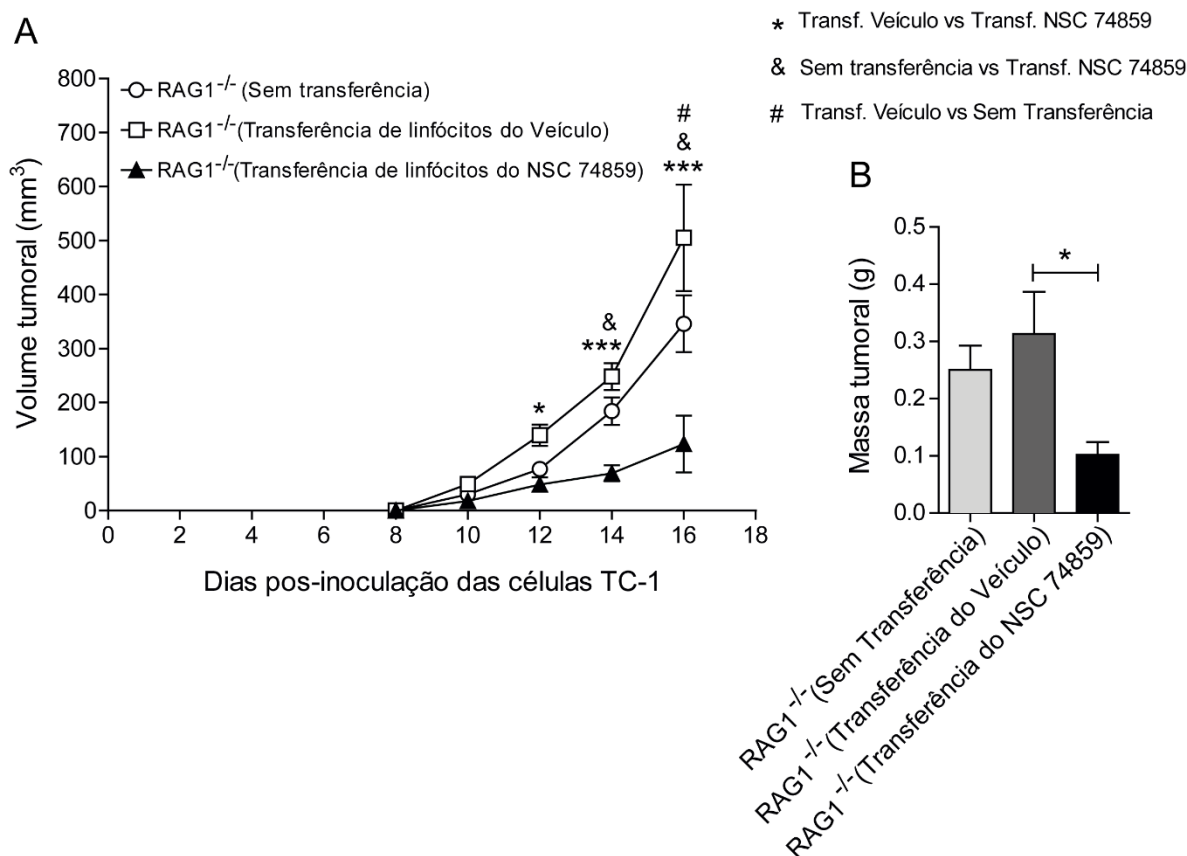 A
* Transf. Veículo vs Transf. NSC 74859
& Sem transferência vs Transf. NSC 74859
# Transf. Veículo vs Sem Transferência
RAG1-/- (Sem transferência)
RAG1-/- (Transferência de linfócitos do Veículo)
RAG1-/- (Transferência de linfócitos do NSC 74859)
Volume tumoral (mm3)
800
700
600
500
400
300
200
100
0
*
&
***
#
&
***
0 2 4 6 8 10 12 14 16 18
Dias pos-inoculação das células TC-1
B
Massa tumoral (g)
0.5
0.4
0.3
0.2
0.1
0.0
*
RAG1-/- (Sem Transferência)
RAG1-/- (Transferência do Veículo)
RAG1-/- (Transferência do NSC 74859)